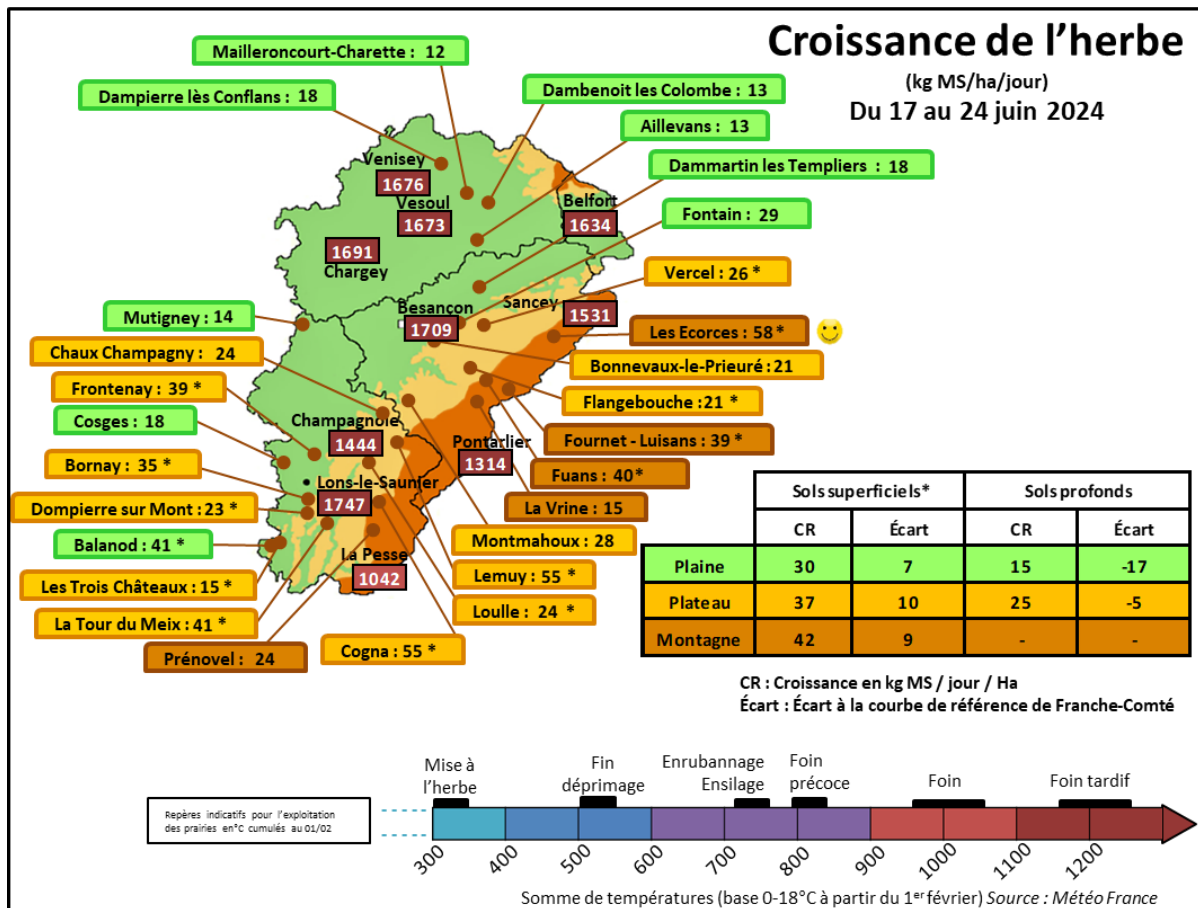 Croissance de l’herbe
(kg MS/ha/jour)
Du 17 au 24 juin 2024
Mailleroncourt-Charette : 12
Dampierre lès Conflans : 18
Dambenoit les Colombe : 13
Aillevans : 13
Dammartin les Templiers : 18
Fontain : 29
Vercel : 26 *
Les Ecorces : 58 *
Bonnevaux-le-Prieuré : 21
Flangebouche : 21 *
Fournet - Luisans : 39 *
Fuans : 40 *
La Vrine : 15
Montmahoux : 28
Lemuy : 55 *
Loulle : 24 *
Cogna : 55 *
Mutigney : 14
Chaux Champagny : 24
Frontenay : 39 *
Cosges : 18
Bornay : 35 *
Dompierre sur Mont : 23 *
Balanod : 41 *
Les Trois Châteaux : 15 *
La Tour du Meix : 41 *
Prénovel : 24
Venisey
1676
Vesoul
1673
Belfort
1634
1691
Chargey
Besançon
1709
Sancey
1531
Champagnole
1444
Pontarlier
1314
• Lons-le-Saunier
1747
La Pesse
1042
Sols superficiels* Sols profonds
CR Écart CR Écart
Plaine 30 7 15 -17
Plateau 37 10 25 -5
Montagne 42 9 - -
CR : Croissance en kg MS / jour / Ha
Écart : Écart à la courbe de référence de Franche-Comté
Repères indicatifs pour l’exploitation
des prairies en°C cumulés au 01/02
Mise à
l’herbe
Fin
déprimage
Enrubannage
Ensilage
Foin
précoce
Foin
Foin tardif
300 400 500 600 700 800 900 1000 1100 1200
Somme de températures (base 0-18°C à partir du 1er février) Source : Météo France